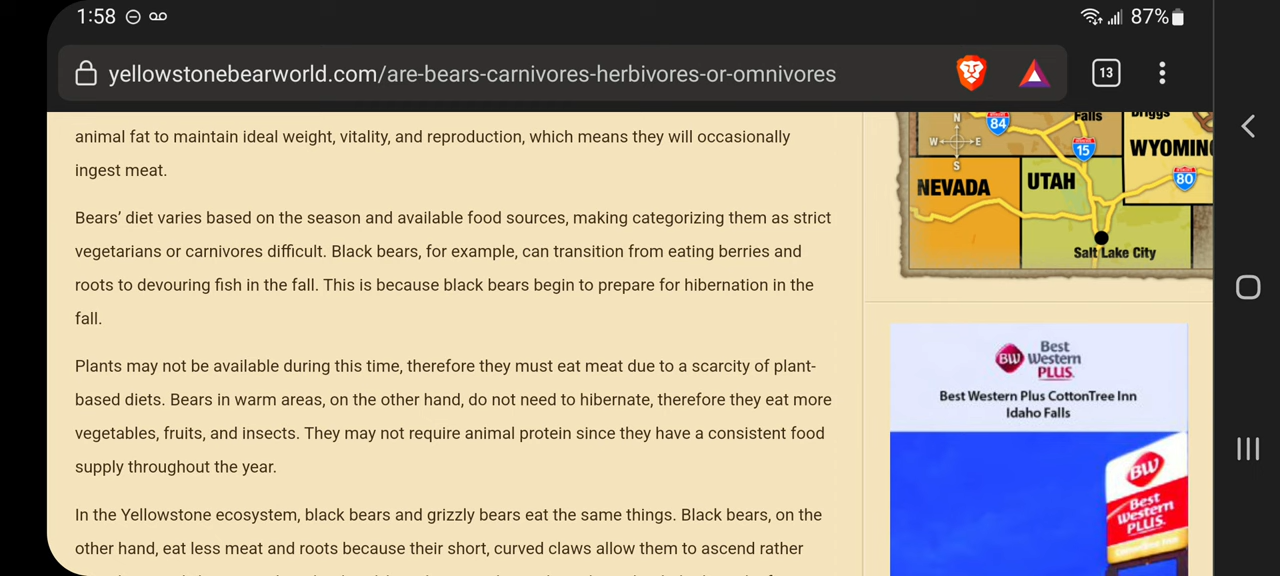 1:58
87%
yellowstonebearworld.com/are-bears-carnivores-herbivores-or-omnivores
13
animal fat to maintain ideal weight, vitality, and reproduction, which means they will occasionally
ingest meat.
Bears’ diet varies based on the season and available food sources, making categorizing them as strict
vegetarians or carnivores difficult. Black bears, for example, can transition from eating berries and
roots to devouring fish in the fall. This is because black bears begin to prepare for hibernation in the
fall.
Plants may not be available during this time, therefore they must eat meat due to a scarcity of plant-
based diets. Bears in warm areas, on the other hand, do not need to hibernate, therefore they eat more
vegetables, fruits, and insects. They may not require animal protein since they have a consistent food
supply throughout the year.
In the Yellowstone ecosystem, black bears and grizzly bears eat the same things. Black bears, on the
other hand, eat less meat and roots because their short, curved claws allow them to ascend rather
Falls
Driggs
N
84
W
E
S
15
WYOMING
80
NEVADA
UTAH
Salt Lake City
BW
Best
Western
PLUS.
Best Western Plus CottonTree Inn
Idaho Falls
BW
Best
Western
PLUS.
CottonTree Inn